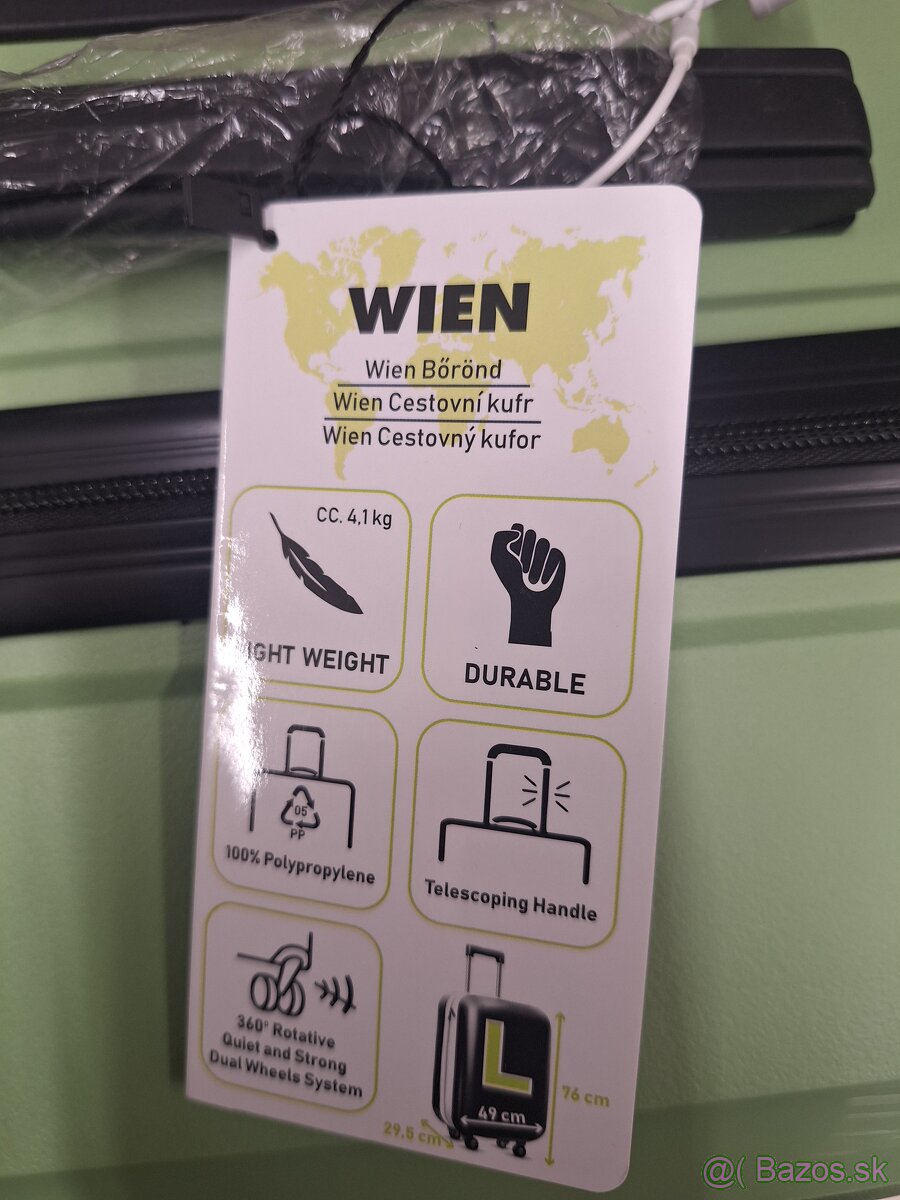 WIEN
Wien Bőrönd
Wien Cestovní kufr
Wien Cestovný kufor
CC. 4,1 kg
IGHT WEIGHT
DURABLE
05
PP
100% Polypropylene
Telescoping Handle
360° Rotative
Quiet and Strong
Dual Wheels System
L
49 cm
76 cm
29.5 cm
@( Bazos.sk